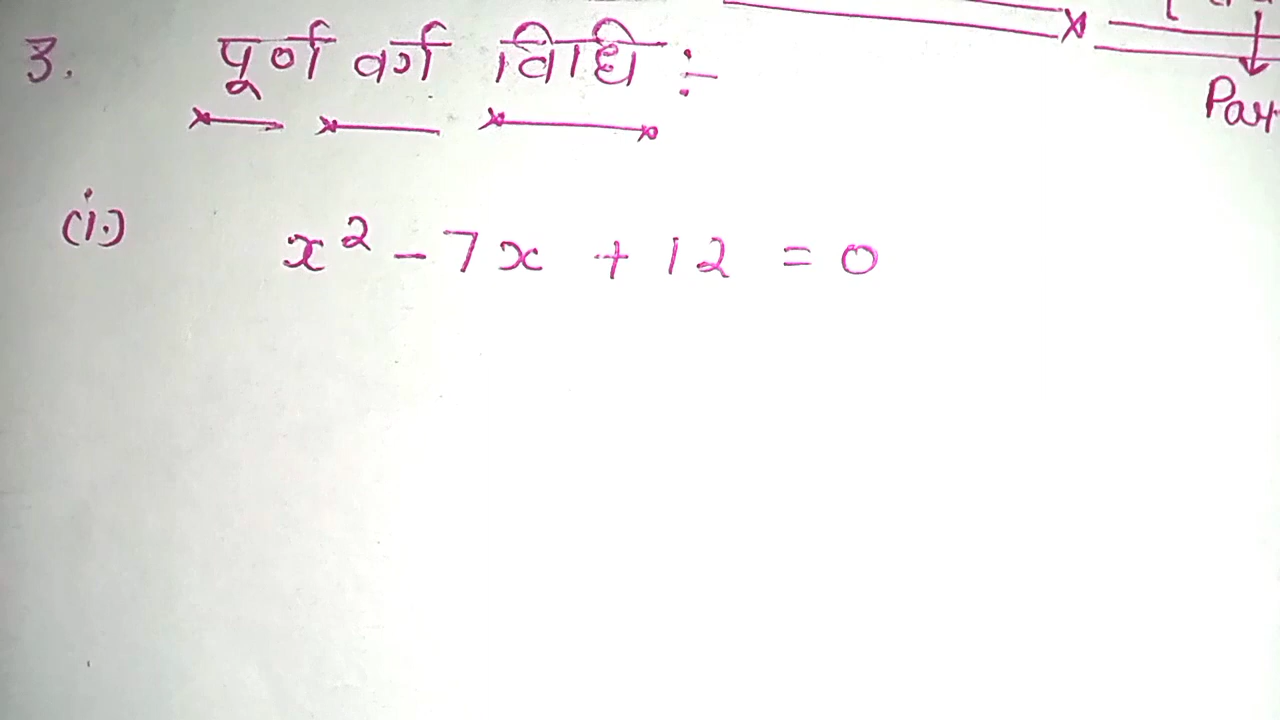 3. पूर्ण वर्ग विधि :-
(i.) x² - 7x + 12 = 0